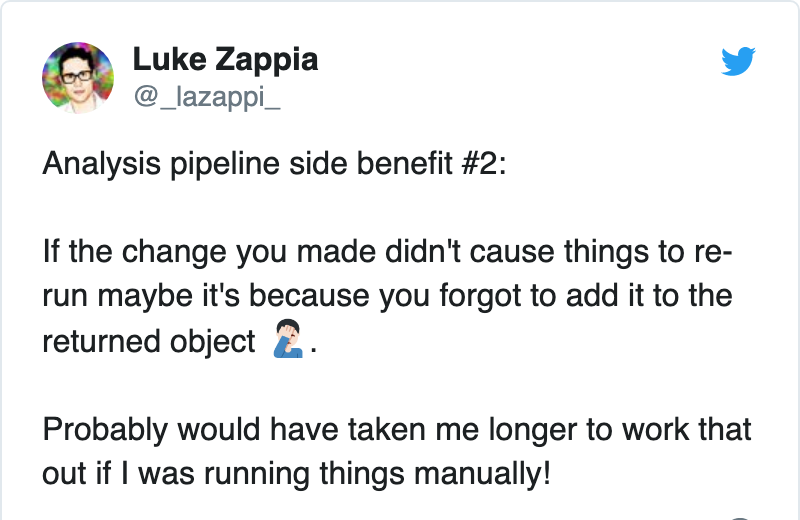 Luke Zappia
@_lazappi_
Analysis pipeline side benefit #2:
If the change you made didn't cause things to re-
run maybe it's because you forgot to add it to the
returned object 🤦🏻‍♂️.
Probably would have taken me longer to work that
out if I was running things manually!